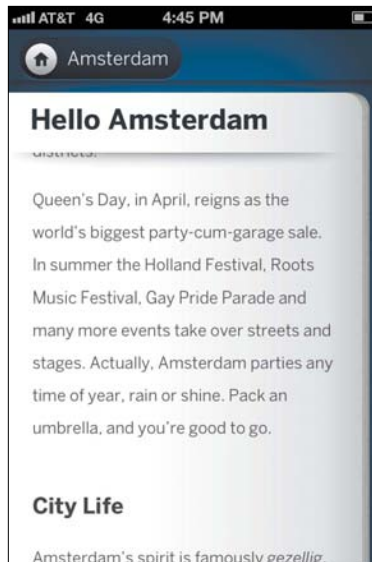 AT&T 4G 4:45 PM
Amsterdam
Hello Amsterdam
districts.
Queen's Day, in April, reigns as the
world's biggest party-cum-garage sale.
In summer the Holland Festival, Roots
Music Festival, Gay Pride Parade and
many more events take over streets and
stages. Actually, Amsterdam parties any
time of year, rain or shine. Pack an
umbrella, and you're good to go.
City Life
Amsterdam's spirit is famously gezellig,